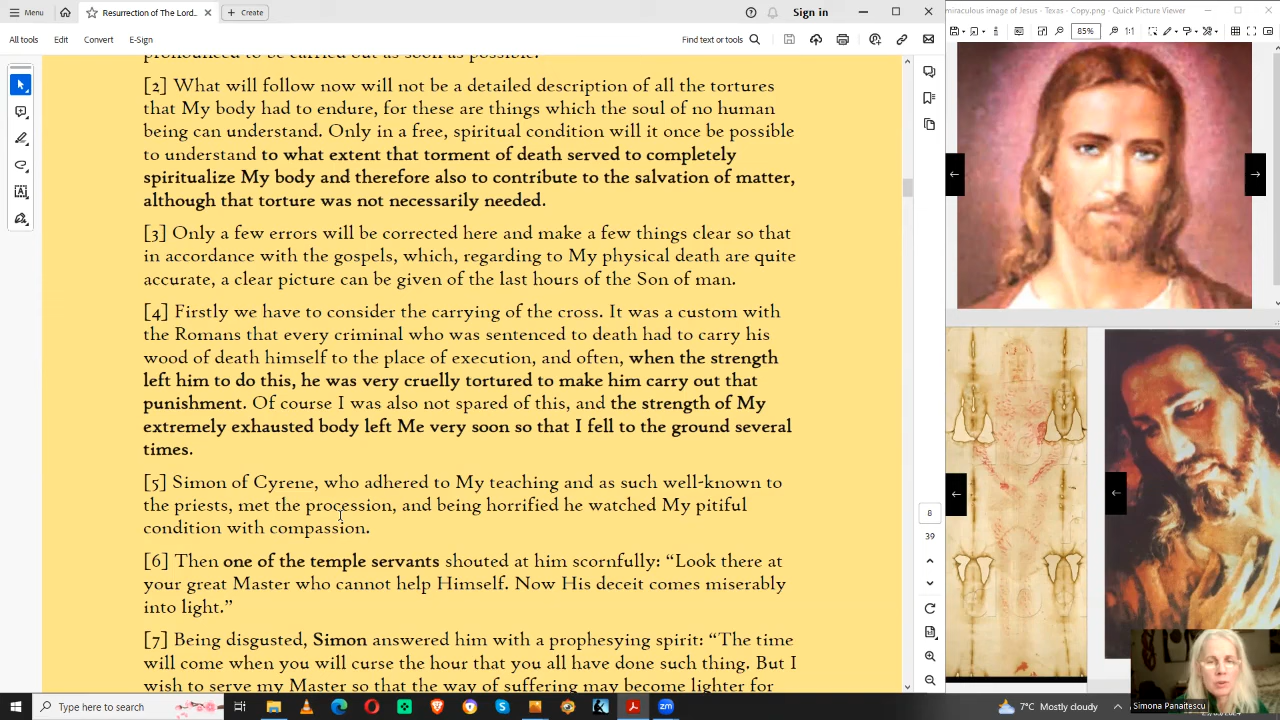 Menu
Resurrection of The Lord...
Create
Sign in
All tools
Edit
Convert
E-Sign
Find text or tools
miraculous image of Jesus - Texas - Copy.png - Quick Picture Viewer
85%
1:1
pronounced to be carried out as soon as possible.
[2] What will follow now will not be a detailed description of all the tortures
that My body had to endure, for these are things which the soul of no human
being can understand. Only in a free, spiritual condition will it once be possible
to understand to what extent that torment of death served to completely
spiritualize My body and therefore also to contribute to the salvation of matter,
although that torture was not necessarily needed.
[3] Only a few errors will be corrected here and make a few things clear so that
in accordance with the gospels, which, regarding to My physical death are quite
accurate, a clear picture can be given of the last hours of the Son of man.
[4] Firstly we have to consider the carrying of the cross. It was a custom with
the Romans that every criminal who was sentenced to death had to carry his
wood of death himself to the place of execution, and often, when the strength
left him to do this, he was very cruelly tortured to make him carry out that
punishment. Of course I was also not spared of this, and the strength of My
extremely exhausted body left Me very soon so that I fell to the ground several
times.
[5] Simon of Cyrene, who adhered to My teaching and as such well-known to
the priests, met the procession, and being horrified he watched My pitiful
condition with compassion.
[6] Then one of the temple servants shouted at him scornfully: “Look there at
your great Master who cannot help Himself. Now His deceit comes miserably
into light.”
[7] Being disgusted, Simon answered him with a prophesying spirit: “The time
will come when you will curse the hour that you all have done such thing. But I
wish to serve my Master so that the way of suffering may become lighter for
8
39
Type here to search
7°C Mostly cloudy
Simona Panaitescu